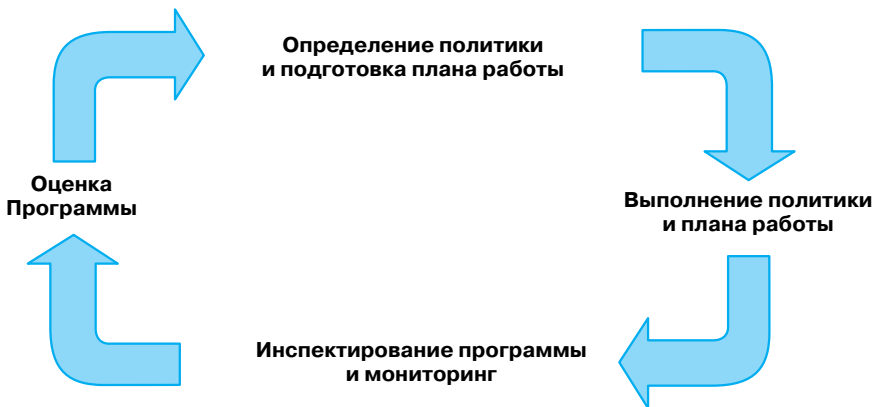 Определение политики
и подготовка плана работы
Выполнение политики
и плана работы
Инспектирование программы
и мониторинг
Оценка
Программы